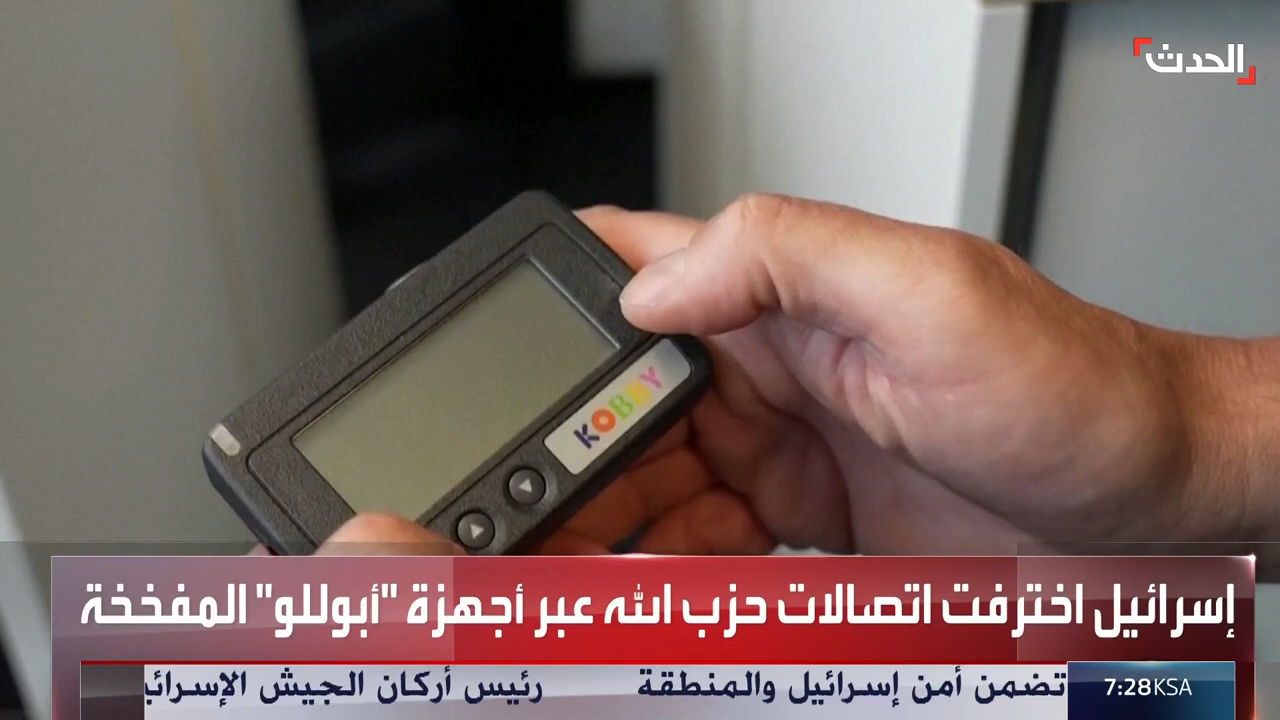 الحدث
KOBBY
إسرائيل اخترفت اتصالات حزب الله عبر أجهزة "أبوللو" المفخخة
تضمن أمن إسرائيل والمنطقة رئيس أركان الجيش
7:28KSA